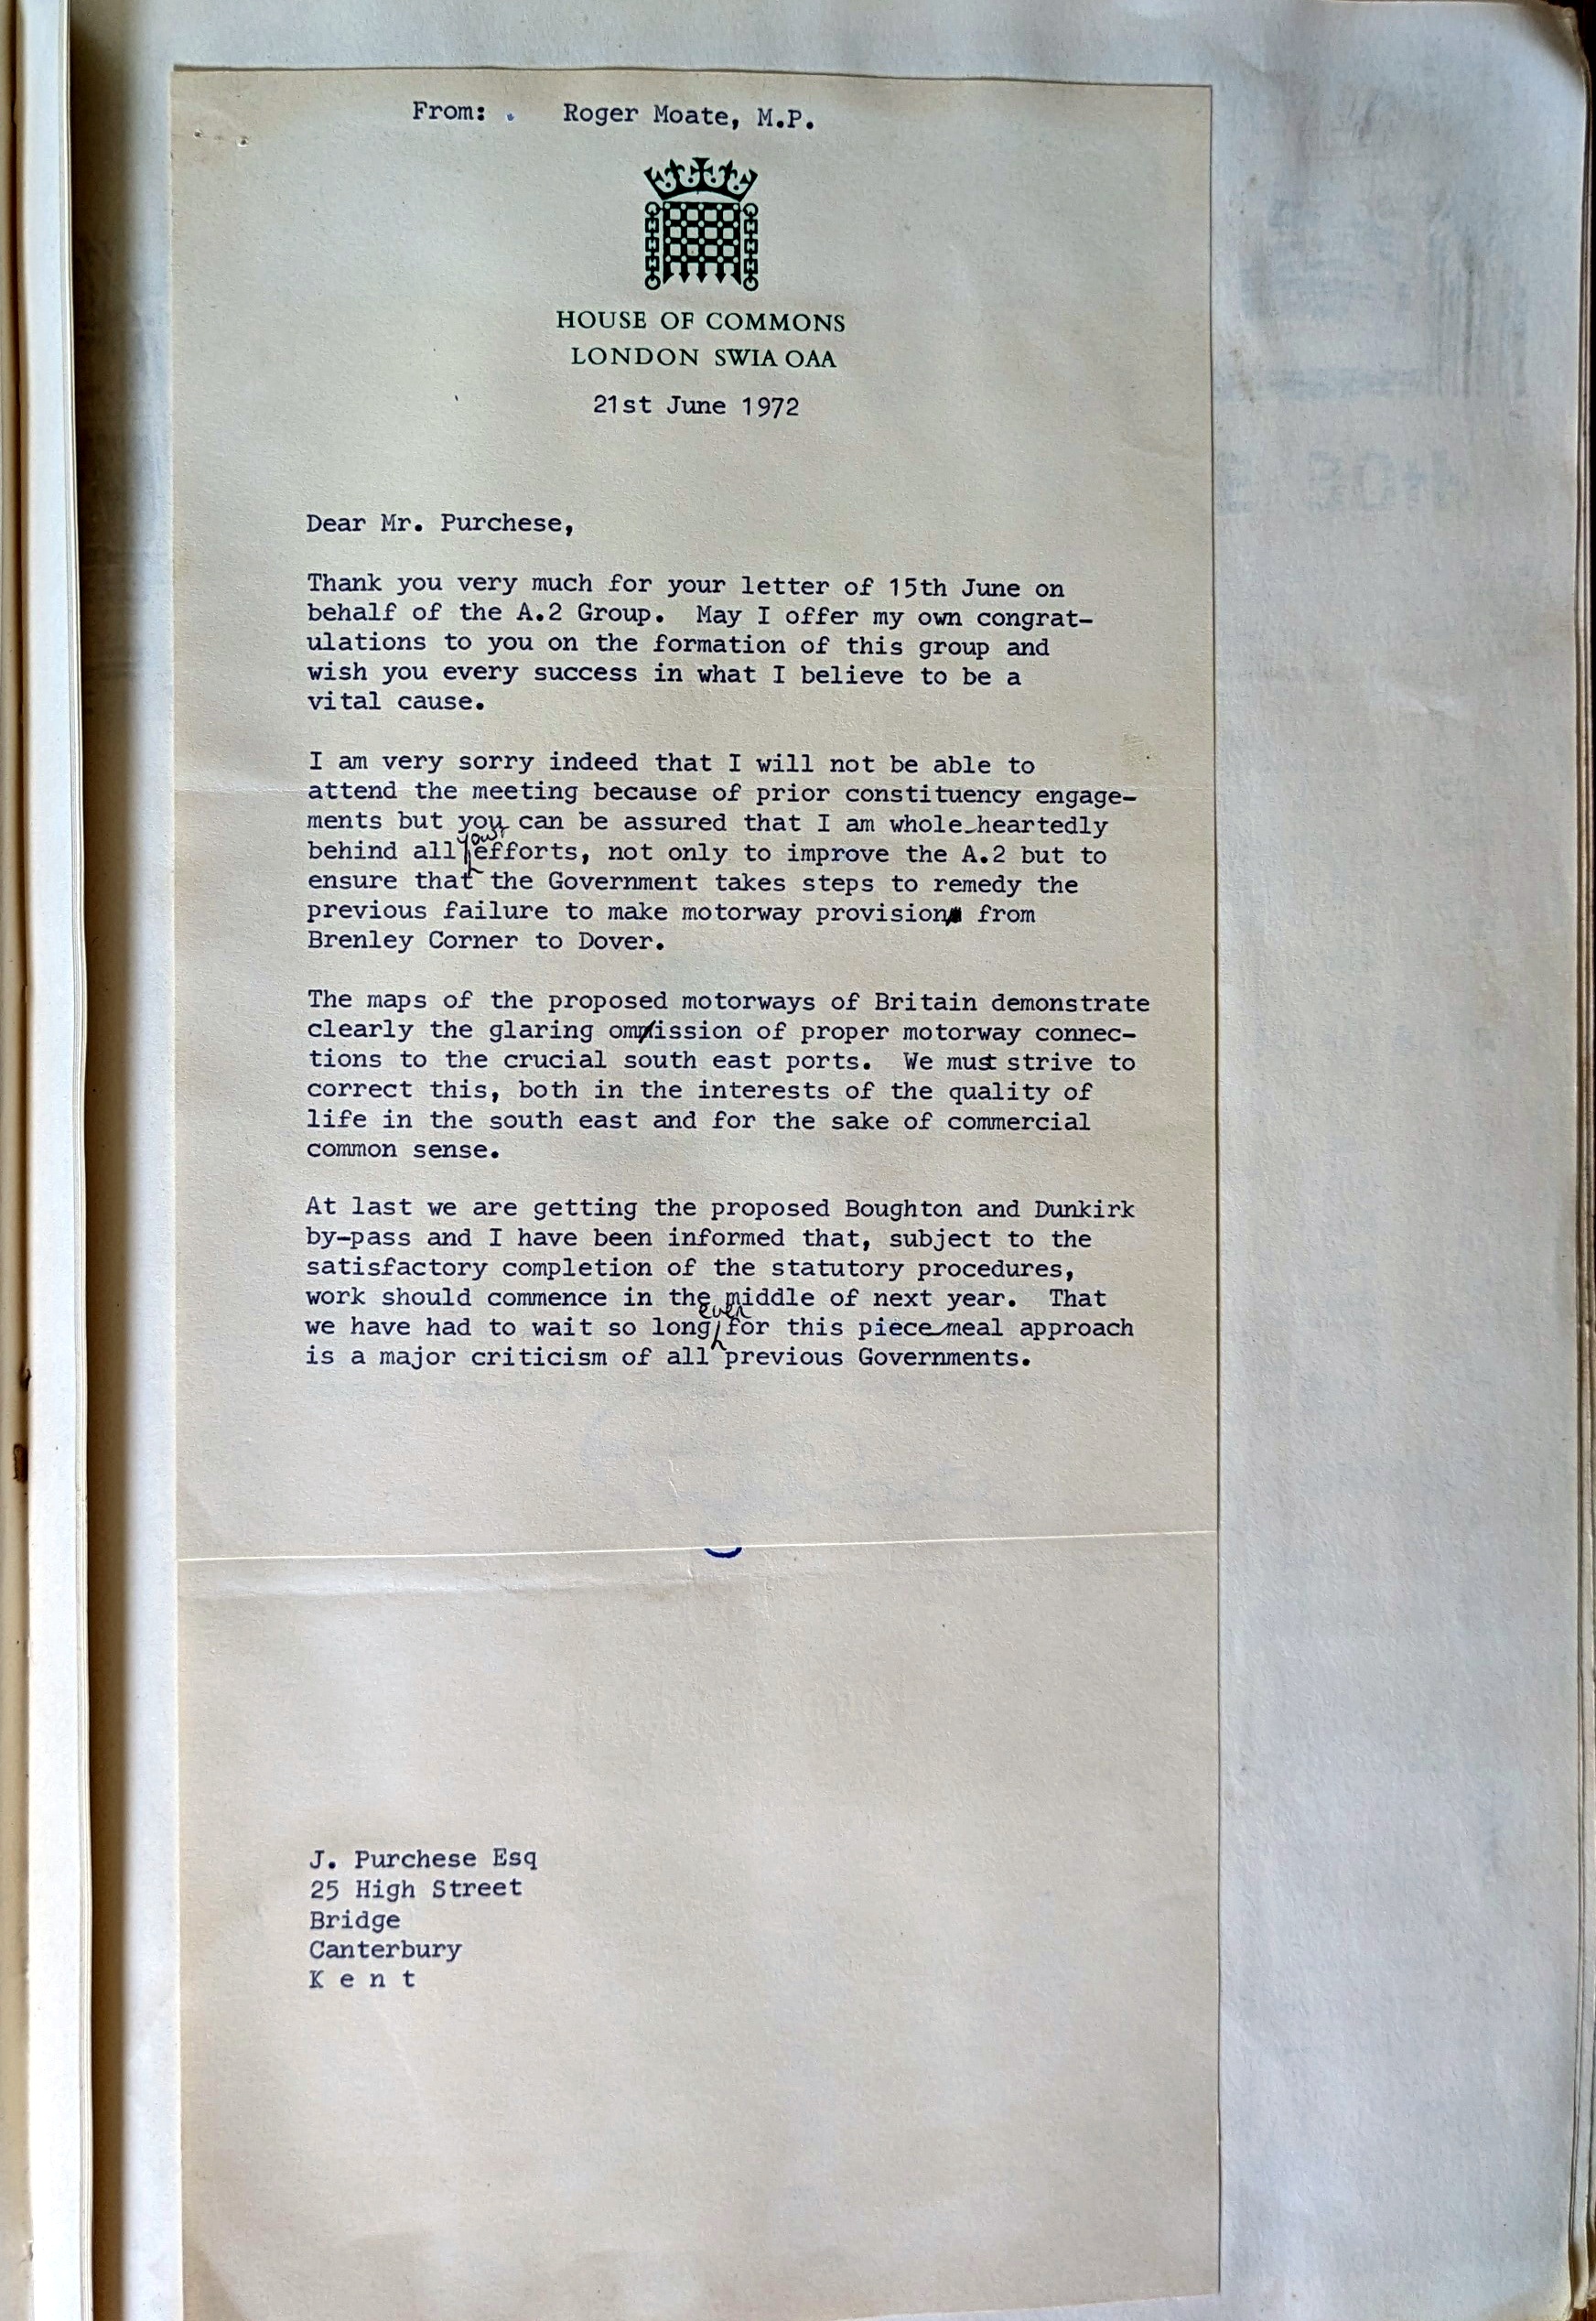 From: . Roger Moate, M.P.
HOUSE OF COMMONS
LONDON SW1A OAA
21st June 1972
Dear Mr. Purchese,
Thank you very much for your letter of 15th June on
behalf of the A.2 Group. May I offer my own congrat-
ulations to you on the formation of this group and
wish you every success in what I believe to be a
vital cause.
I am very sorry indeed that I will not be able to
attend the meeting because of prior constituency engage-
ments but you can be assured that I am whole heartedly
behind all your efforts, not only to improve the A.2 but to
ensure that the Government takes steps to remedy the
previous failure to make motorway provision from
Brenley Corner to Dover.
The maps of the proposed motorways of Britain demonstrate
clearly the glaring omission of proper motorway connec-
tions to the crucial south east ports. We must strive to
correct this, both in the interests of the quality of
life in the south east and for the sake of commercial
common sense.
At last we are getting the proposed Boughton and Dunkirk
by-pass and I have been informed that, subject to the
satisfactory completion of the statutory procedures,
work should commence in the middle of next year. That
we have had to wait so long even for this piece meal approach
is a major criticism of all previous Governments.
J. Purchese Esq
25 High Street
Bridge
Canterbury
K e n t